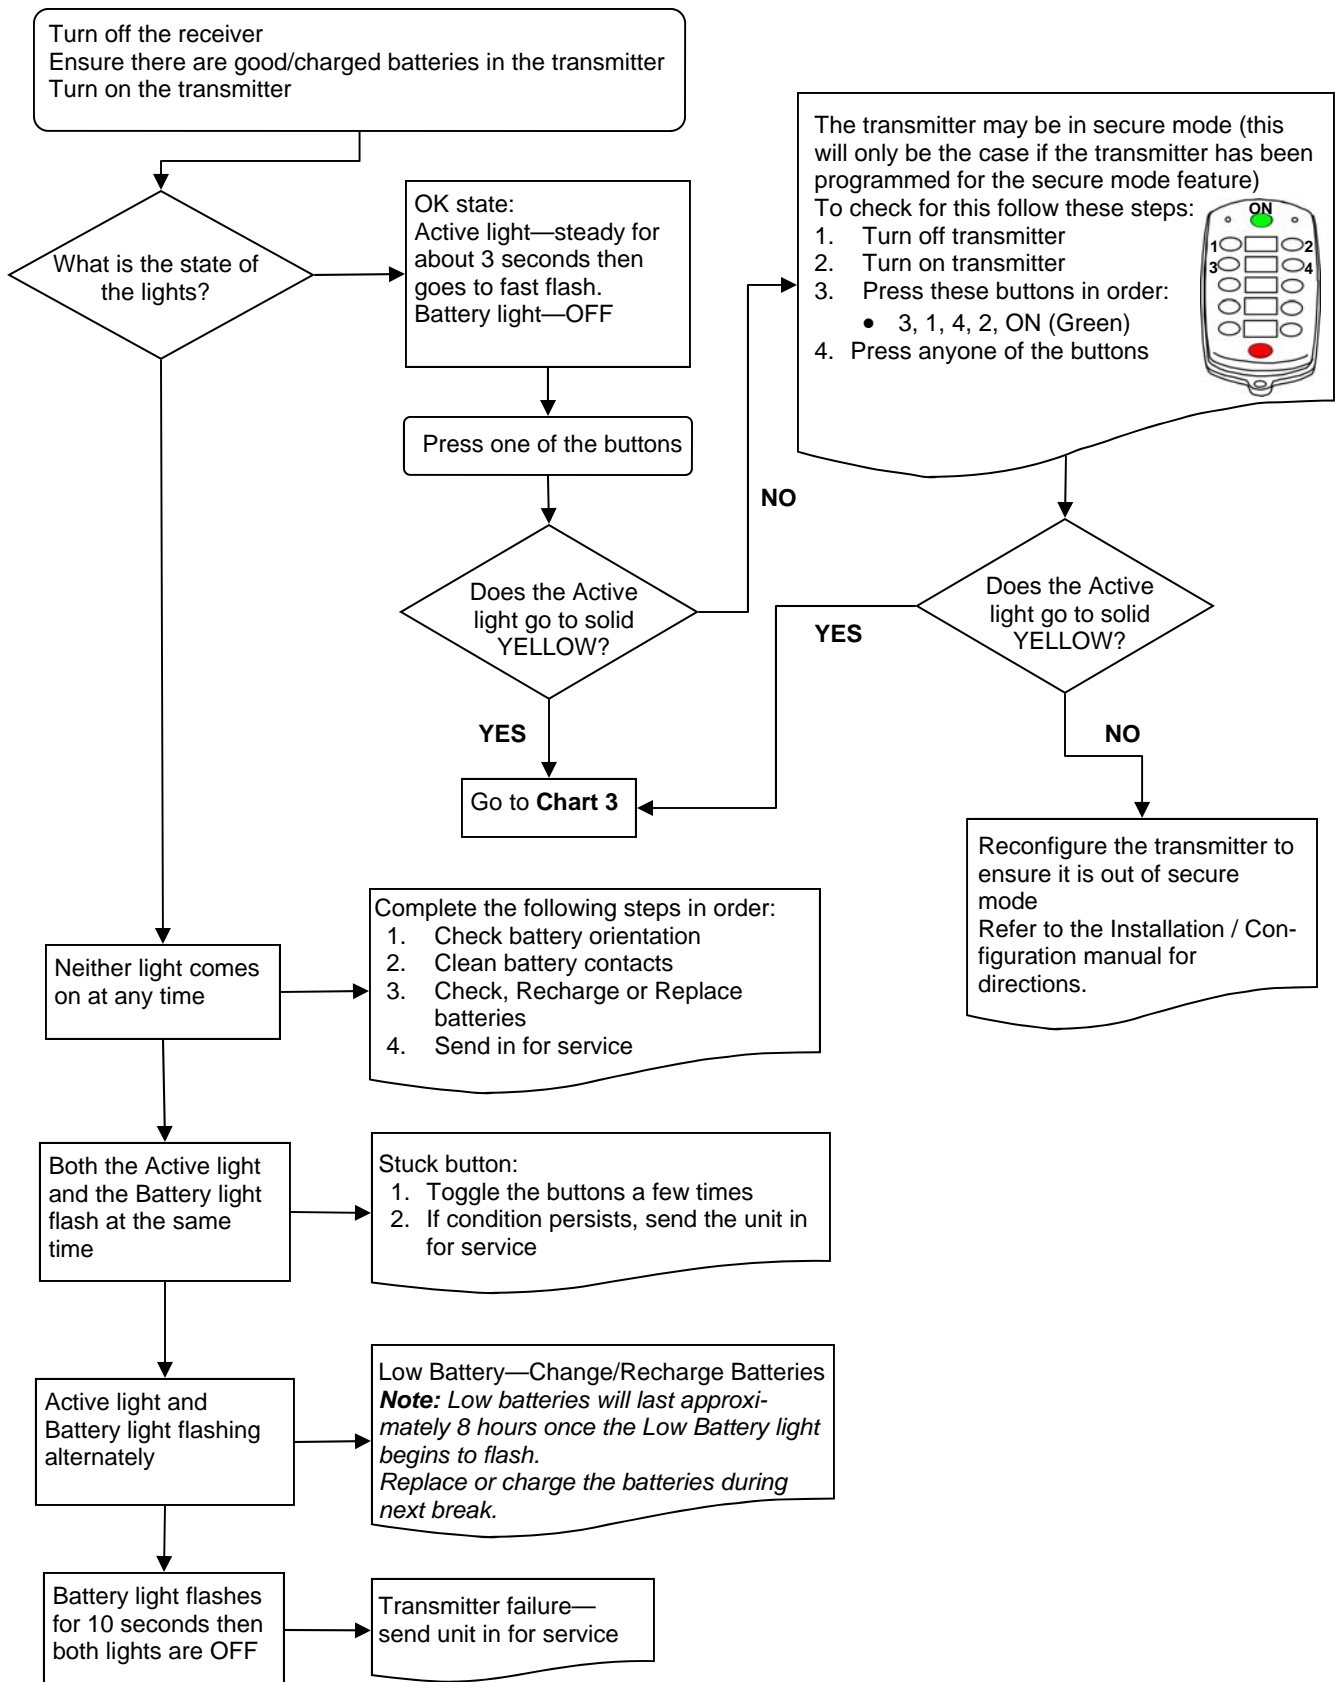 Turn off the receiver
Ensure there are good/charged batteries in the transmitter
Turn on the transmitter
What is the state of
the lights?
OK state:
Active light—steady for
about 3 seconds then
goes to fast flash.
Battery light—OFF
Press one of the buttons
Does the Active
light go to solid
YELLOW?
NO
YES
Go to Chart 3
The transmitter may be in secure mode (this
will only be the case if the transmitter has been
programmed for the secure mode feature)
To check for this follow these steps:
1. Turn off transmitter
2. Turn on transmitter
3. Press these buttons in order:
• 3, 1, 4, 2, ON (Green)
4. Press anyone of the buttons
ON
1 2
3 4
Does the Active
light go to solid
YELLOW?
YES
NO
Reconfigure the transmitter to
ensure it is out of secure
mode
Refer to the Installation / Con-
figuration manual for
directions.
Neither light comes
on at any time
Complete the following steps in order:
1. Check battery orientation
2. Clean battery contacts
3. Check, Recharge or Replace
batteries
4. Send in for service
Both the Active light
and the Battery light
flash at the same
time
Stuck button:
1. Toggle the buttons a few times
2. If condition persists, send the unit in
for service
Active light and
Battery light flashing
alternately
Low Battery—Change/Recharge Batteries
Note: Low batteries will last approxi-
mately 8 hours once the Low Battery light
begins to flash.
Replace or charge the batteries during
next break.
Battery light flashes
for 10 seconds then
both lights are OFF
Transmitter failure—
send unit in for service